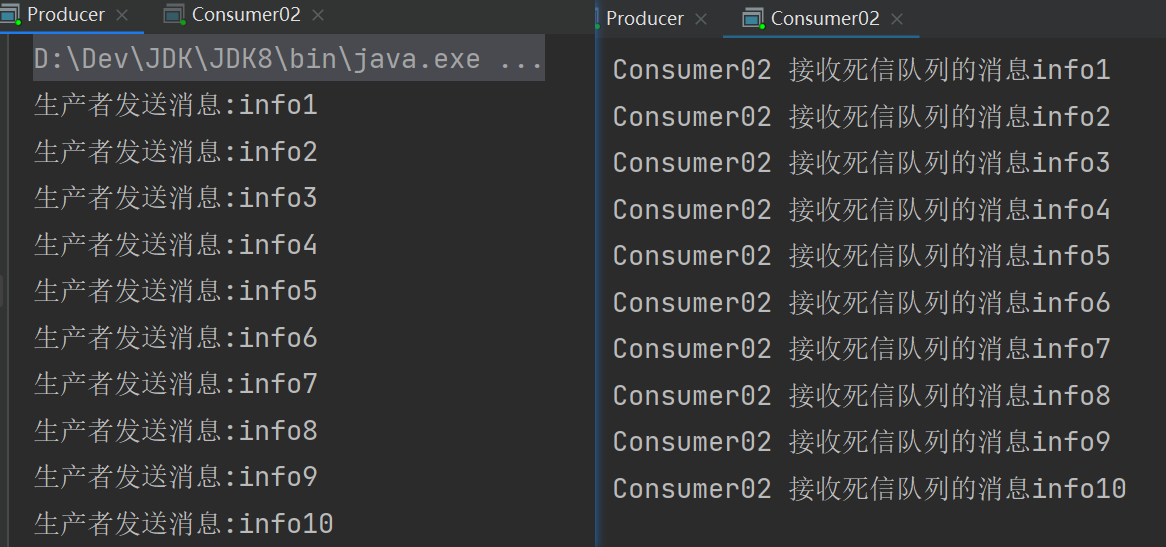 Producer
Consumer02
D:\Dev\JDK\JDK8\bin\java.exe ...
生产者发送消息:info1
生产者发送消息:info2
生产者发送消息:info3
生产者发送消息:info4
生产者发送消息:info5
生产者发送消息:info6
生产者发送消息:info7
生产者发送消息:info8
生产者发送消息:info9
生产者发送消息:info10
Producer
Consumer02
Consumer02 接收死信队列的消息info1
Consumer02 接收死信队列的消息info2
Consumer02 接收死信队列的消息info3
Consumer02 接收死信队列的消息info4
Consumer02 接收死信队列的消息info5
Consumer02 接收死信队列的消息info6
Consumer02 接收死信队列的消息info7
Consumer02 接收死信队列的消息info8
Consumer02 接收死信队列的消息info9
Consumer02 接收死信队列的消息info10